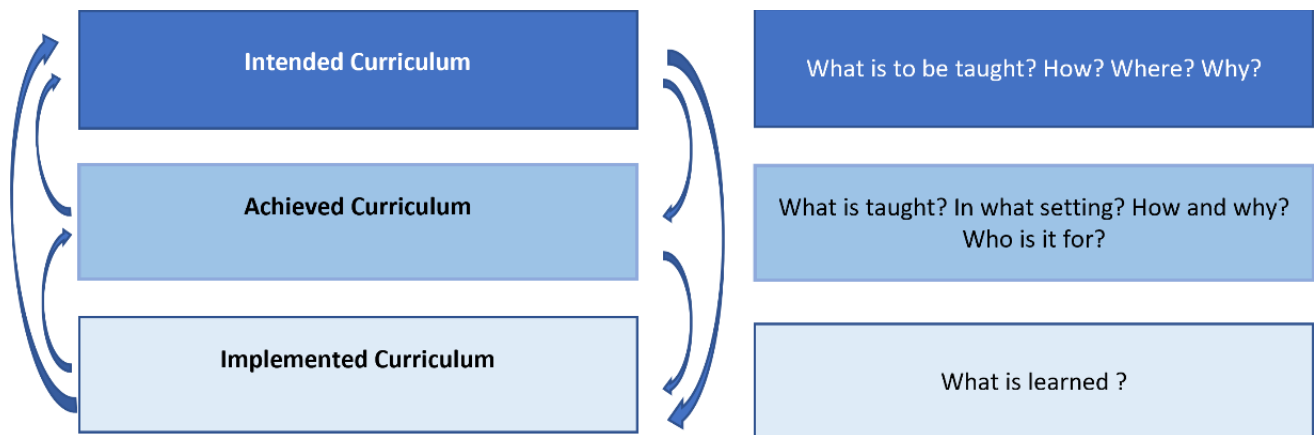 Intended Curriculum
What is to be taught? How? Where? Why?
Achieved Curriculum
What is taught? In what setting? How and why?
Who is it for?
Implemented Curriculum
What is learned ?